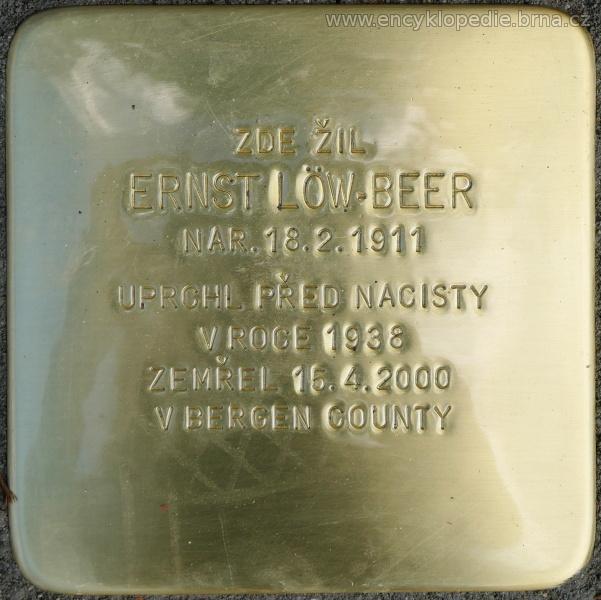 www.encyklopedie.brna.cz
ZDE ŽIL
ERNST LÖW-BEER
NAR. 18.2.1911
UPRCHL PŘED NACISTY
V ROCE 1938
ZEMŘEL 15.4.2000
V BERGEN COUNTY